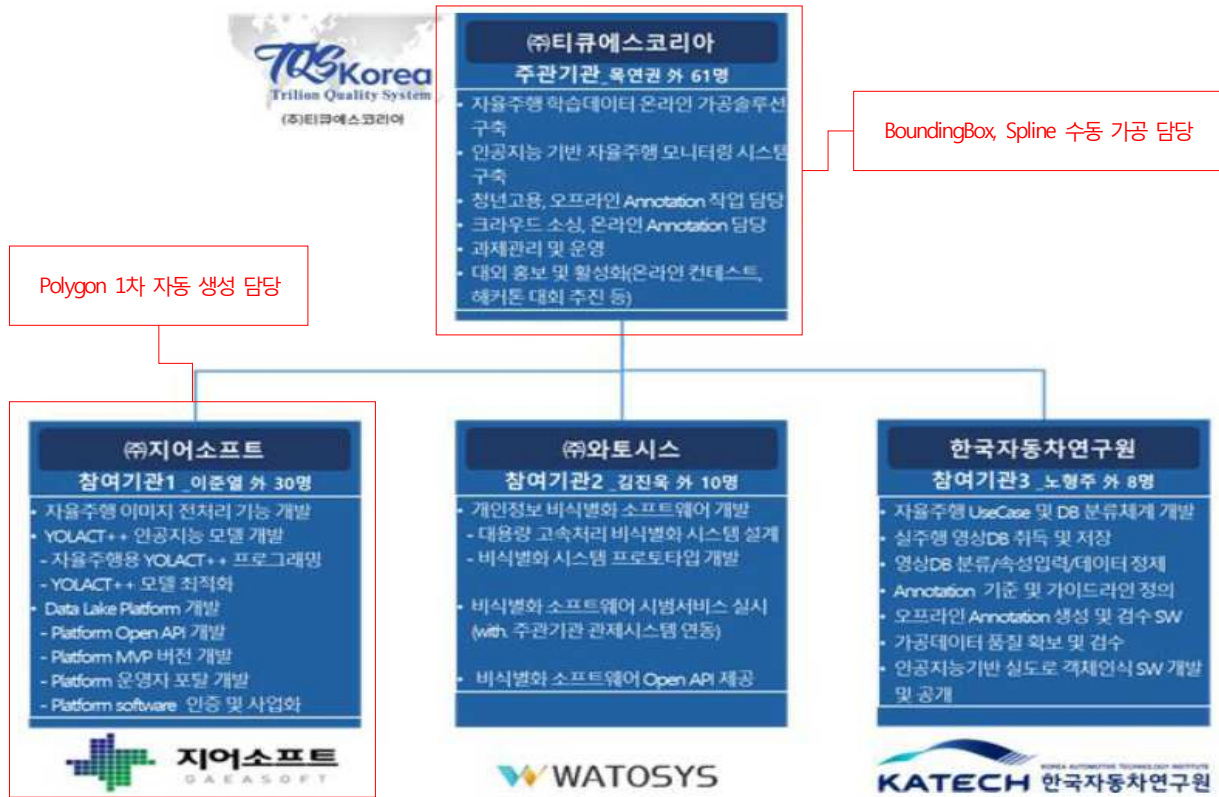 TQS Korea
Trilion Quality System
(주)티큐에스코리아
㈜티큐에스코리아
주관기관_목연권 外 61명
• 자율주행 학습데이터 온라인 가공솔루션
구축
• 인공지능 기반 자율주행 모니터링 시스템
구축
• 청년고용, 오프라인 Annotation 작업 담당
• 크라우드 소싱, 온라인 Annotation 담당
• 과제관리 및 운영
• 대외 홍보 및 활성화(온라인 컨테스트,
해커톤 대회 추진 등)
BoundingBox, Spline 수동 가공 담당
Polygon 1차 자동 생성 담당
㈜지어소프트
참여기관1 _이준열 外 30명
• 자율주행 이미지 전처리 기능 개발
• YOLACT++ 인공지능 모델 개발
- 자율주행용 YOLACT++ 프로그래밍
- YOLACT++ 모델 최적화
• Data Lake Platform 개발
- Platform Open API 개발
- Platform MVP 버전 개발
- Platform 운영자 포탈 개발
- Platform software 인증 및 사업화
지어소프트
GAEASOFT
㈜와토시스
참여기관2 _김진욱 外 10명
• 개인정보 비식별화 소프트웨어 개발
- 대용량 고속처리 비식별화 시스템 설계
- 비식별화 시스템 프로토타입 개발
• 비식별화 소프트웨어 시범서비스 실시
(with. 주관기관 관제시스템 연동)
• 비식별화 소프트웨어 Open API 제공
WATOSYS
한국자동차연구원
참여기관3 _노형주 外 8명
• 자율주행 UseCase 및 DB 분류체계 개발
• 실주행 영상DB 취득 및 저장
• 영상DB 분류/속성입력/데이터 정제
• Annotation 기준 및 가이드라인 정의
• 오프라인 Annotation 생성 및 검수 SW
• 가공데이터 품질 확보 및 검수
• 인공지능기반 실도로 객체인식 SW 개발
및 공개
KOREA AUTOMOTIVE TECHNOLOGY INSTITUTE
KATECH 한국자동차연구원